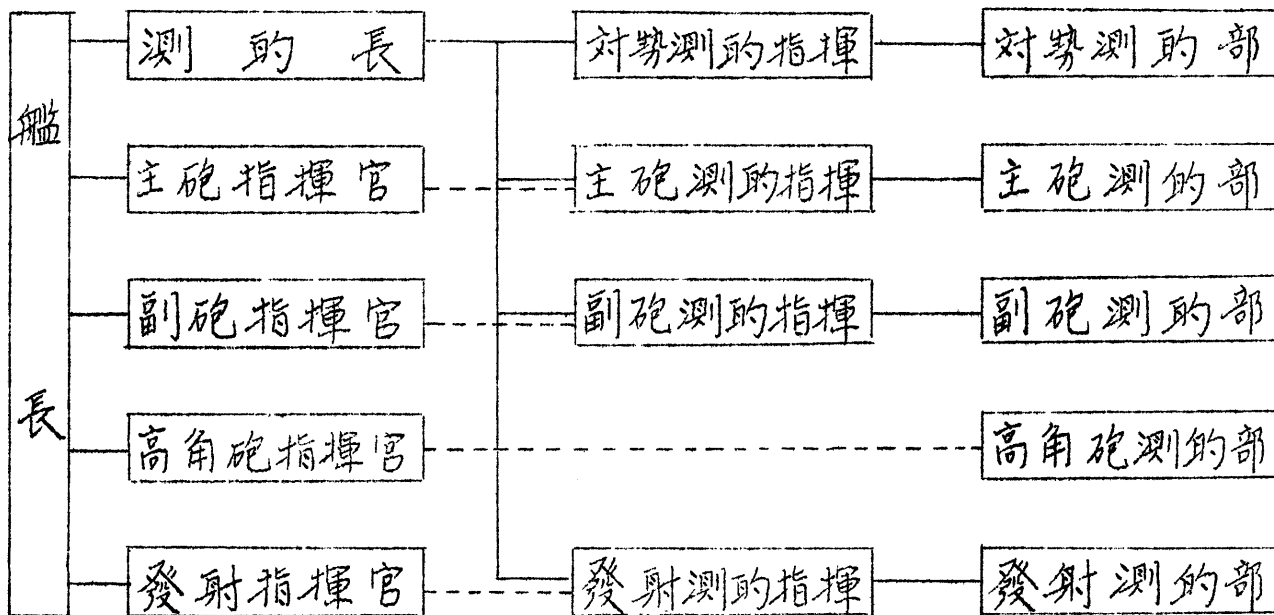 艦長
測的長
対勢測的指揮
対勢測的部
主砲指揮官
主砲測的指揮
主砲測的部
副砲指揮官
副砲測的指揮
副砲測的部
高角砲指揮官
高角砲測的部
發射指揮官
發射測的指揮
發射測的部